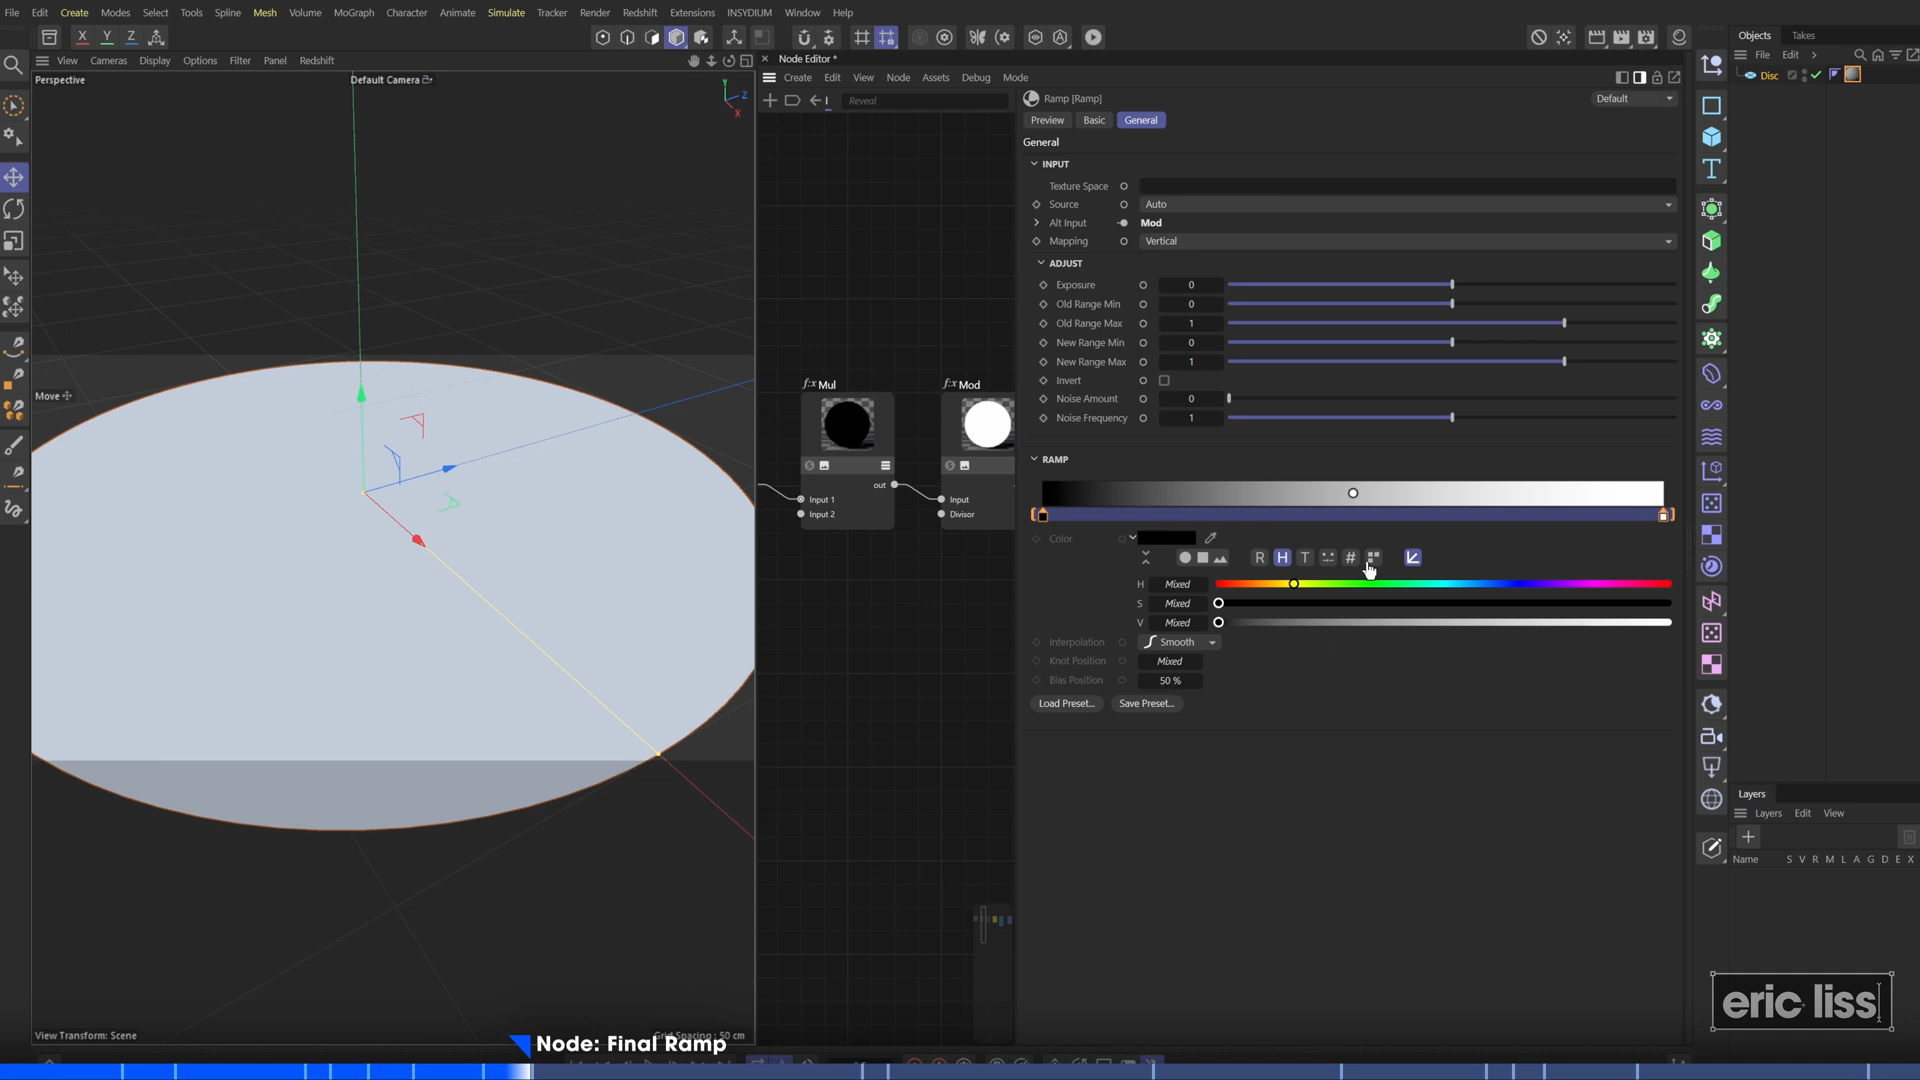 File Edit Create Modes Select Tools Spline Mesh Volume MoGraph Character Animate Simulate Tracker Render Redshift Extensions INSYDIUM Window Help
X Y Z
View Cameras Display Options Filter Panel Redshift
Perspective
Default Camera
Y
Z
X
Move
View Transform: Scene
Grid Spacing : 50 cm
Node Editor *
Create Edit View Node Assets Debug Mode
Reveal
f:x Mul
out
Input 1
Input 2
f:x Mod
Input
Divisor
Ramp [Ramp]
Default
Preview Basic General
General
INPUT
Texture Space
Source Auto
Alt Input Mod
Mapping Vertical
ADJUST
Exposure 0
Old Range Min 0
Old Range Max 1
New Range Min 0
New Range Max 1
Invert
Noise Amount 0
Noise Frequency 1
RAMP
Color
R H T #
H Mixed
S Mixed
V Mixed
Interpolation Smooth
Knot Position Mixed
Bias Position 50 %
Load Preset... Save Preset...
Objects Takes
File Edit
Disc
Layers
Layers Edit View
Name S V R M L A G D E X
eric liss
Node: Final Ramp